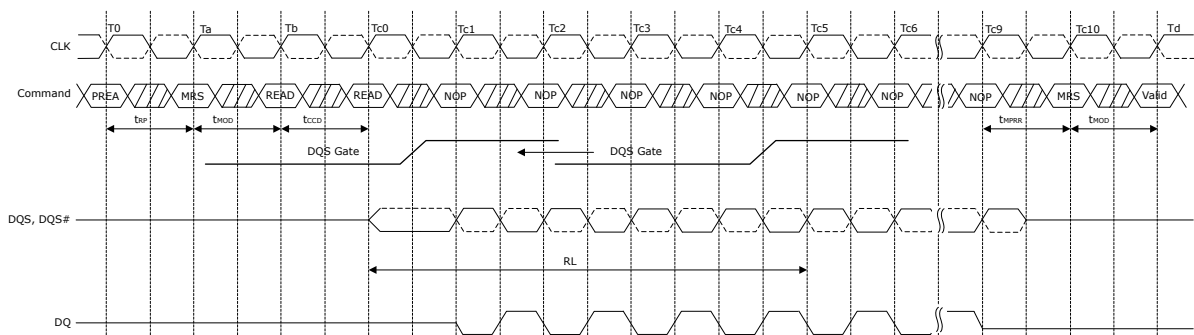 T0 Ta Tb Tc0 Tc1 Tc2 Tc3 Tc4 Tc5 Tc6 Tc9 Tc10 Td
CLK
Command PREA MRS READ READ NOP NOP NOP NOP NOP NOP NOP MRS Valid
tRP tMOD tCCD tMPRR tMOD
DQS Gate DQS Gate
DQS, DQS#
RL
DQ